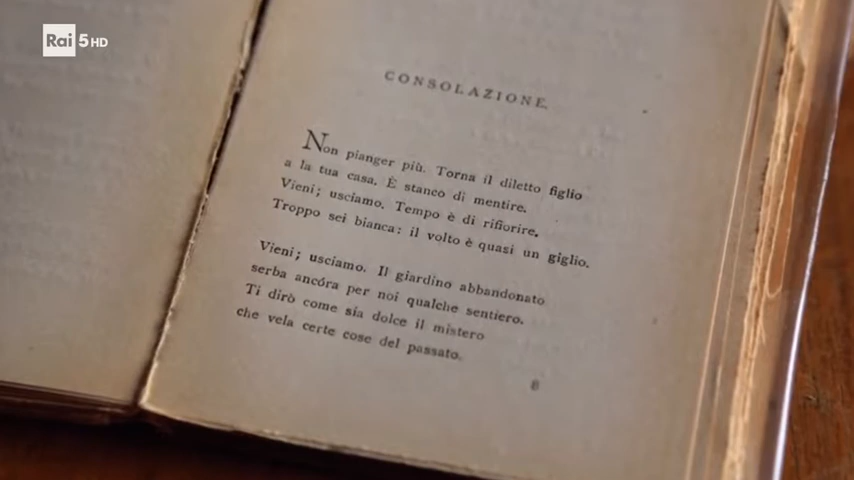 Rai 5 HD
CONSOLAZIONE.
Non pianger più. Torna il diletto figlio
a la tua casa. È stanco di mentire.
Vieni; usciamo. Tempo è di rifiorire.
Troppo sei bianca: il volto è quasi un giglio.
Vieni; usciamo. Il giardino abbandonato
serba ancóra per noi qualche sentiero.
Ti dirò come sia dolce il mistero
che vela certe cose del passato.
8